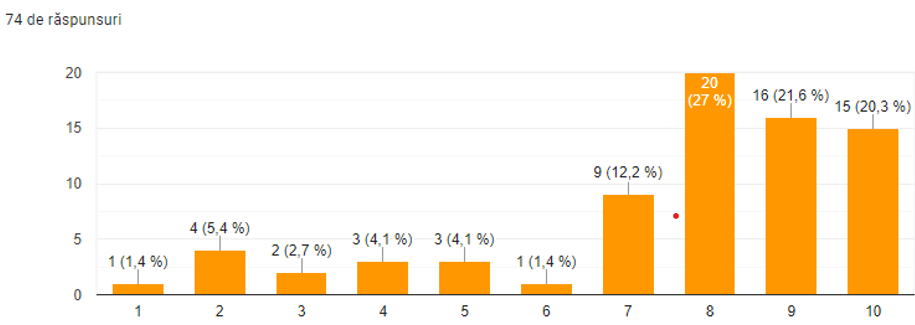 74 de răspunsuri
20
15
10
5
0
1 (1,4 %)
4 (5,4 %)
2 (2,7 %)
3 (4,1 %)
3 (4,1 %)
1 (1,4 %)
9 (12,2 %)
20
(27 %)
16 (21,6 %)
15 (20,3 %)
1 2 3 4 5 6 7 8 9 10